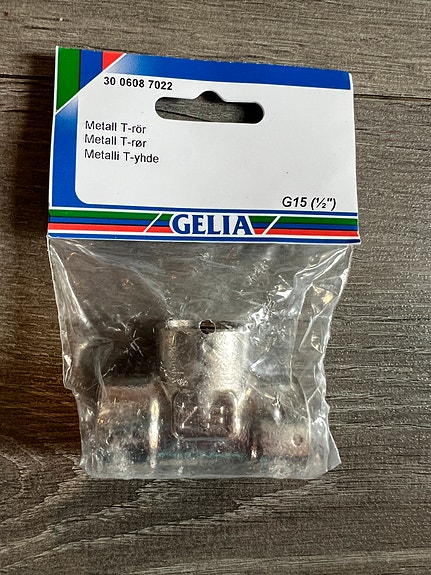 30 0608 7022
Metall T-rör
Metall T-rør
Metalli T-yhde
G15 (½")
GELIA